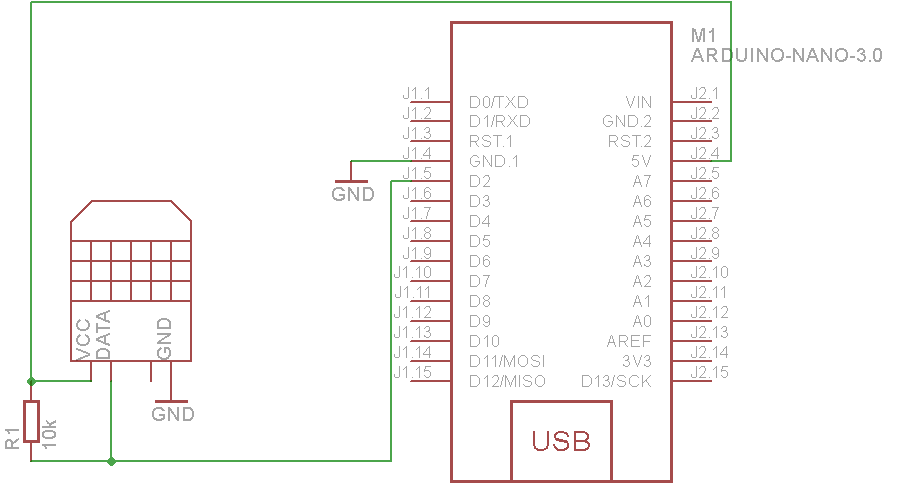 M1
ARDUINO-NANO-3.0
J1.1 D0/TXD VIN J2.1
J1.2 D1/RXD GND.2 J2.2
J1.3 RST.1 RST.2 J2.3
J1.4 GND.1 5V J2.4
J1.5 D2 A7 J2.5
GND
J1.6 D3 A6 J2.6
J1.7 D4 A5 J2.7
J1.8 D5 A4 J2.8
J1.9 D6 A3 J2.9
J1.10 D7 A2 J2.10
J1.11 D8 A1 J2.11
J1.12 D9 A0 J2.12
J1.13 D10 AREF J2.13
J1.14 D11/MOSI 3V3 J2.14
J1.15 D12/MISO D13/SCK J2.15
VCC
DATA
GND
GND
R1
10k
USB